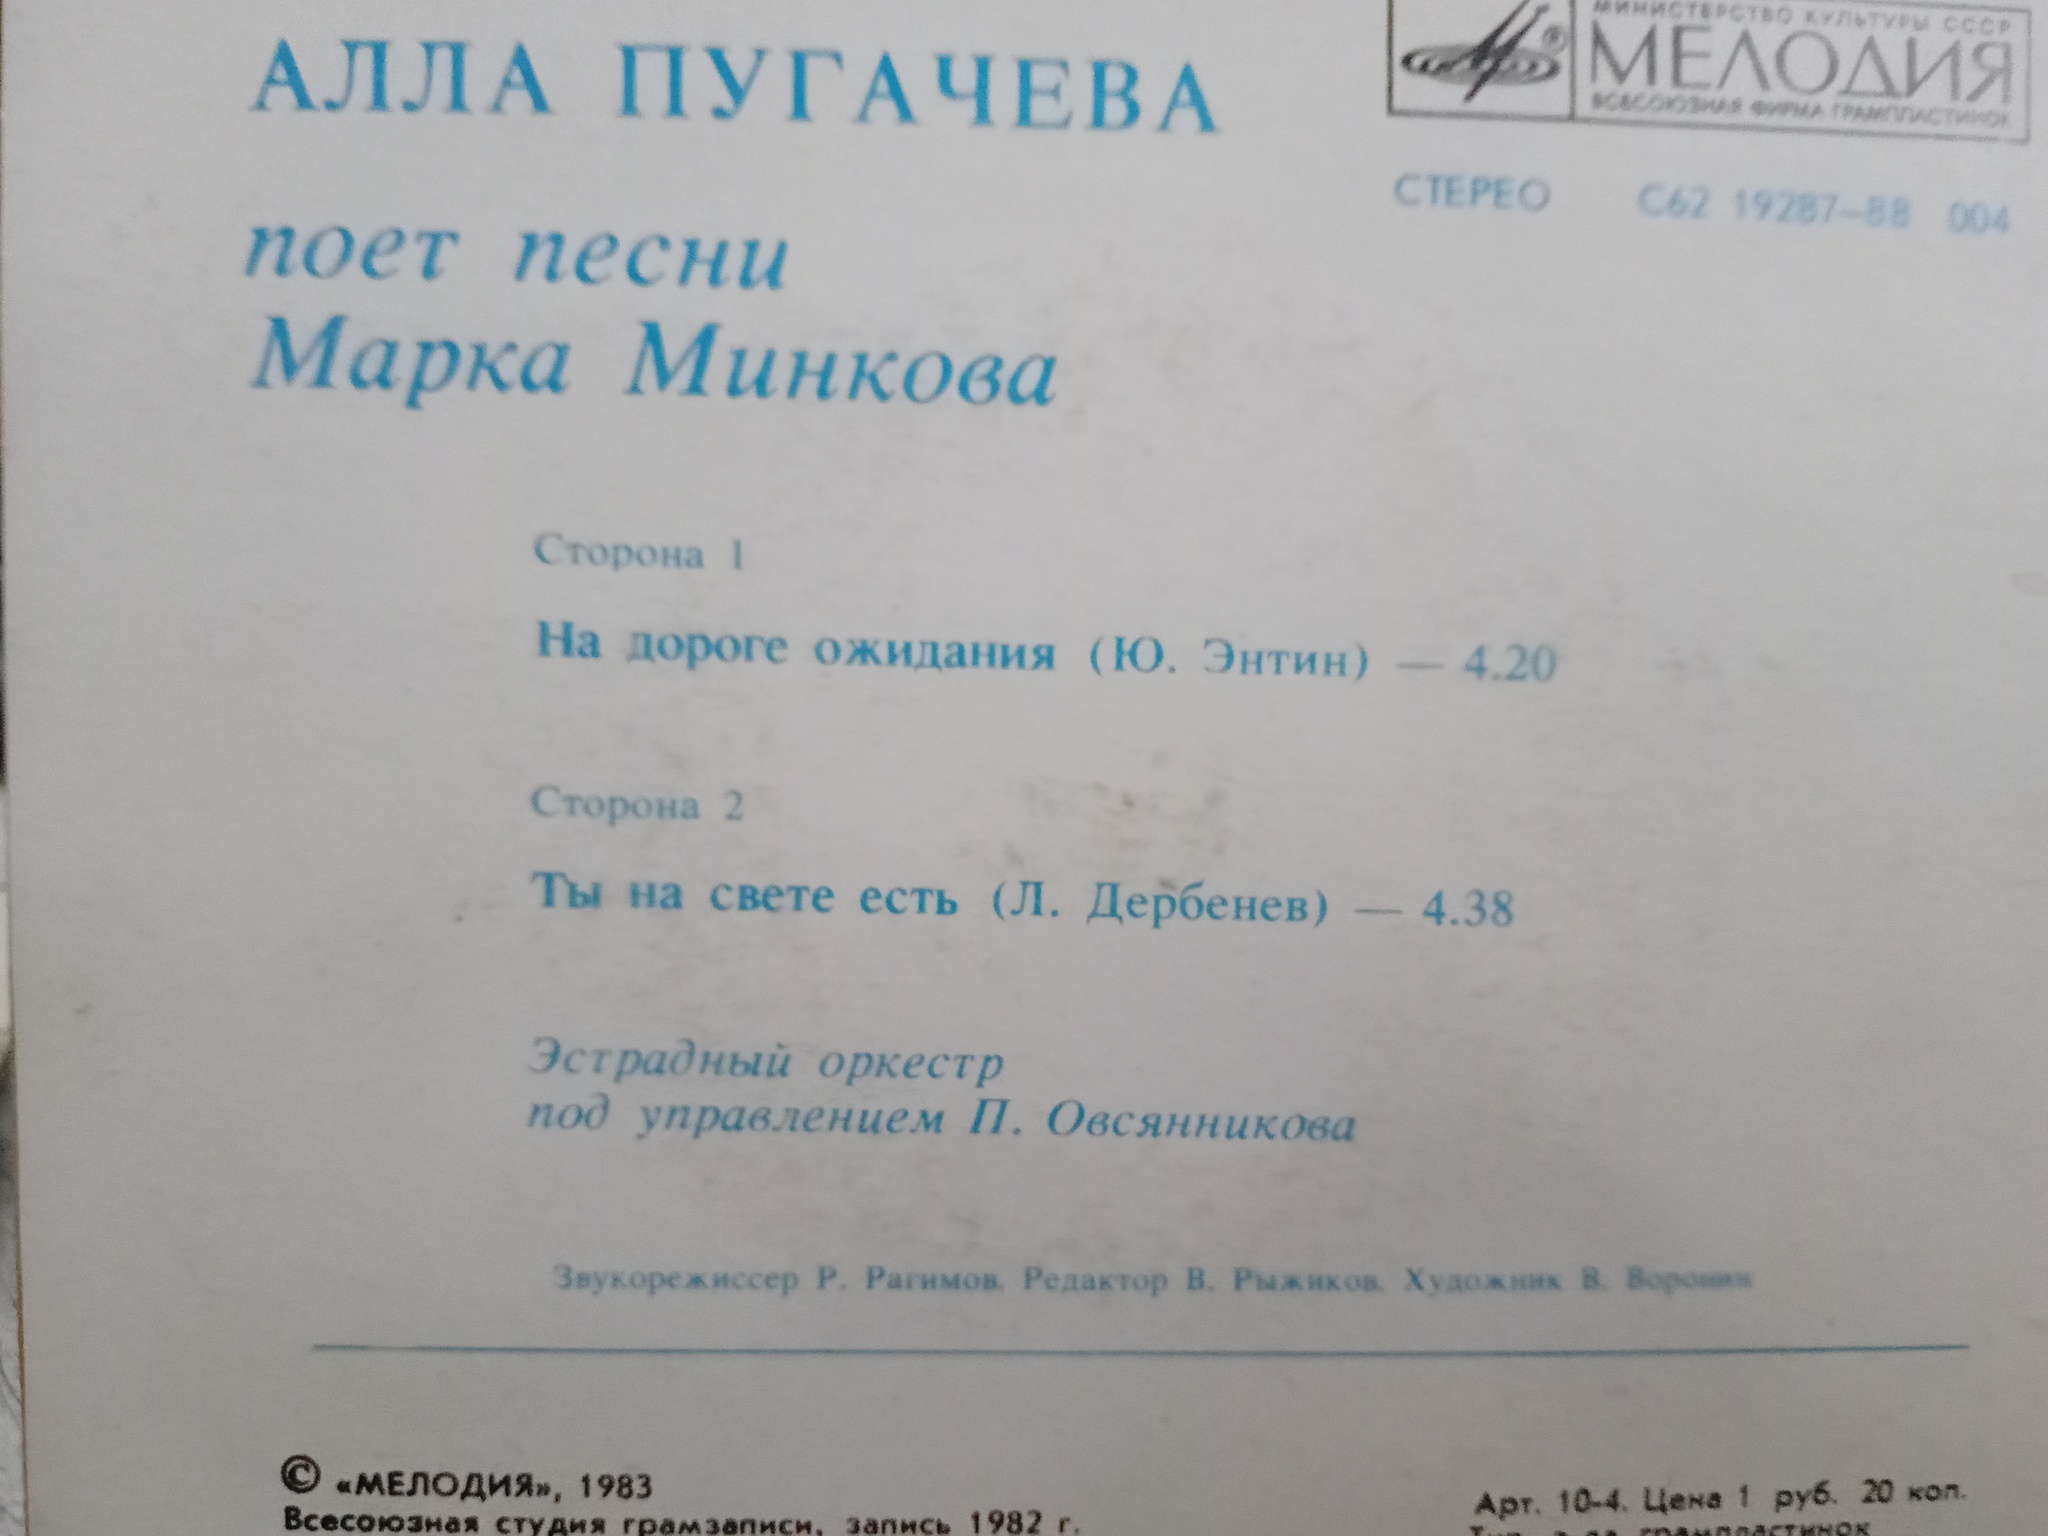 АЛЛА ПУГАЧЕВА
поет песни
Марка Минкова
МИНИСТЕРСТВО КУЛЬТУРЫ СССР
МЕЛОДИЯ
ВСЕСОЮЗНАЯ ФИРМА ГРАМПЛАСТИНОК
СТЕРЕО С62 19287—88 004
Сторона 1
На дороге ожидания (Ю. Энтин) — 4.20
Сторона 2
Ты на свете есть (Л. Дербенев) — 4.38
Эстрадный оркестр
под управлением П. Овсянникова
Звукорежиссер Р. Рагимов. Редактор В. Рыжиков. Художник В. Воронин
© «МЕЛОДИЯ», 1983
Всесоюзная студия грамзаписи, запись 1982 г.
Арт. 10-4. Цена 1 руб. 20 коп.
грампластинок